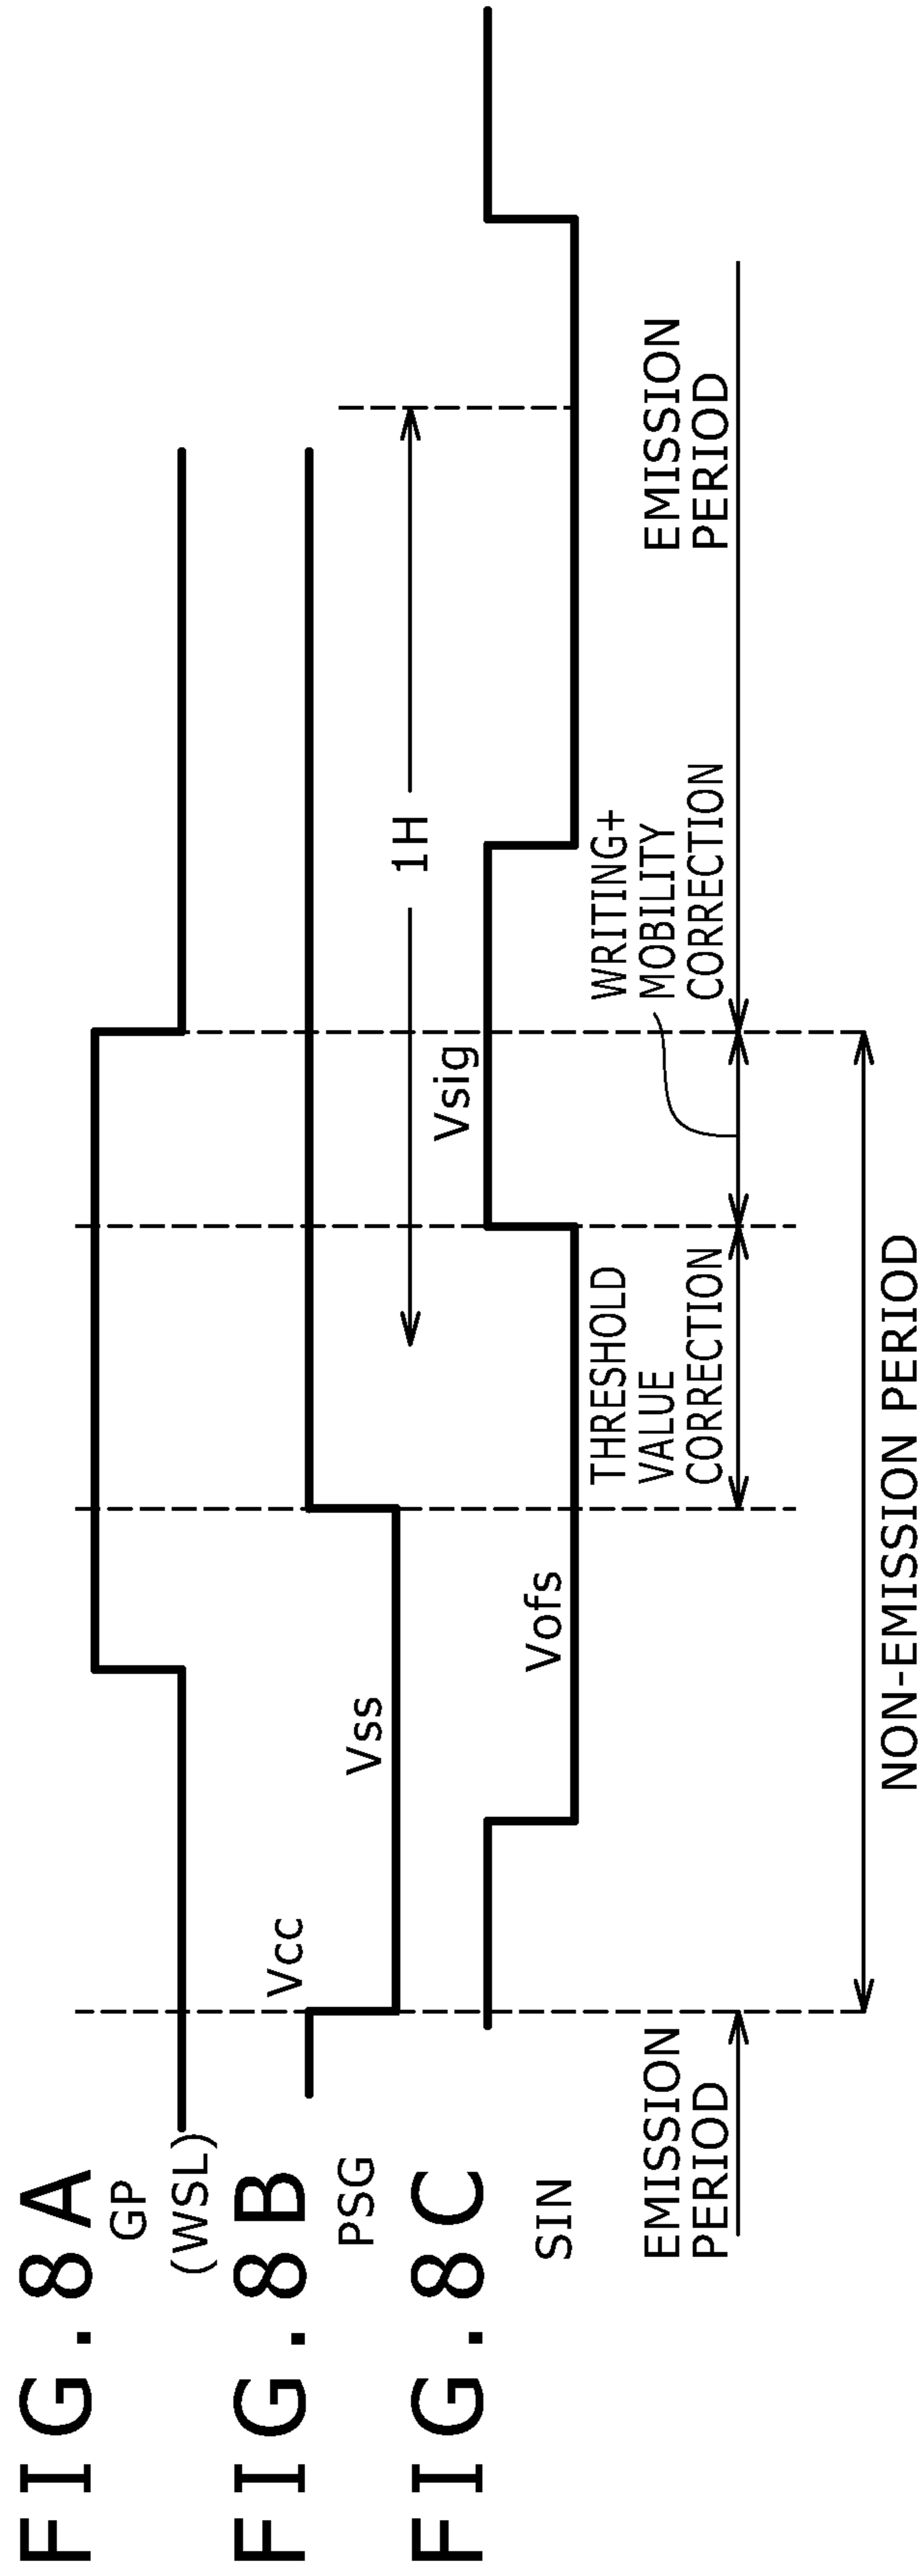 FIG.8A
GP
(WSL)
FIG.8B
PSG
Vcc
Vss
1H
FIG.8C
SIN
Vofs
Vsig
EMISSION
PERIOD
THRESHOLD
VALUE
CORRECTION
WRITING+
MOBILITY
CORRECTION
EMISSION
PERIOD
NON-EMISSION PERIOD